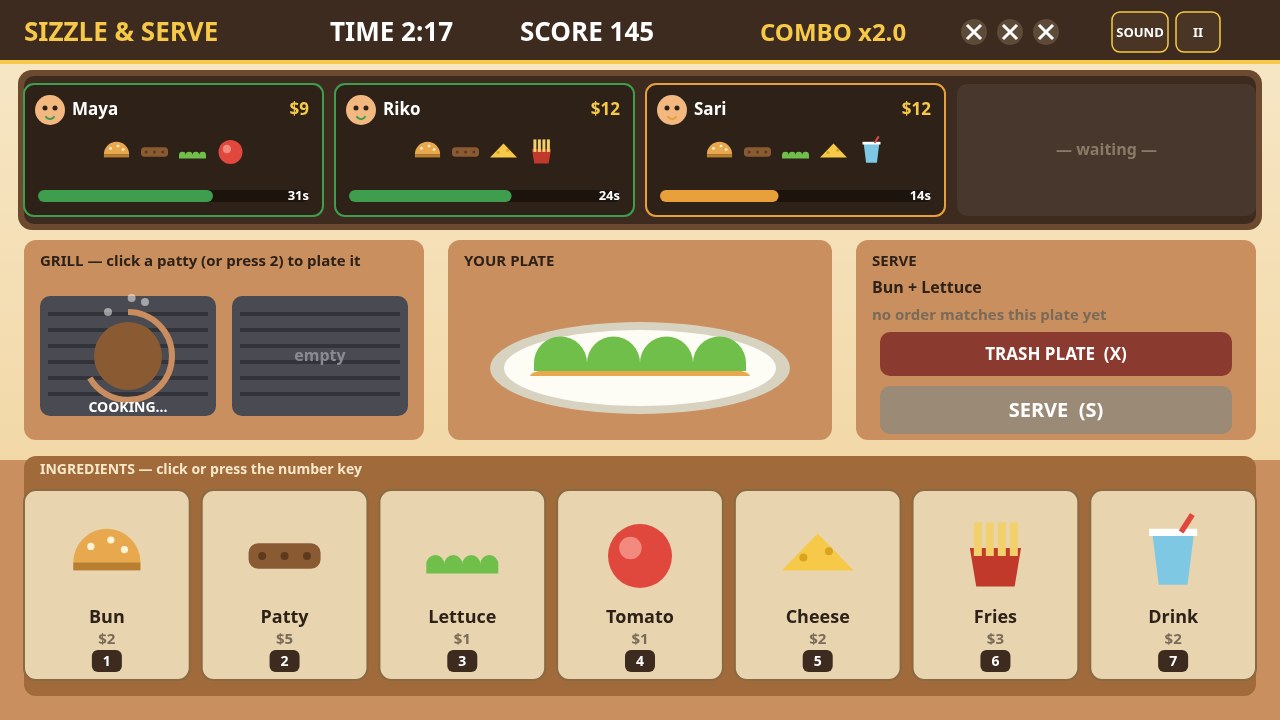 SIZZLE & SERVE
TIME 2:17
SCORE 145
COMBO x2.0
SOUND
II
Maya
$9
31s
Riko
$12
24s
Sari
$12
14s
— waiting —
GRILL — click a patty (or press 2) to plate it
COOKING...
empty
YOUR PLATE
SERVE
Bun + Lettuce
no order matches this plate yet
TRASH PLATE (X)
SERVE (S)
INGREDIENTS — click or press the number key
Bun
$2
1
Patty
$5
2
Lettuce
$1
3
Tomato
$1
4
Cheese
$2
5
Fries
$3
6
Drink
$2
7